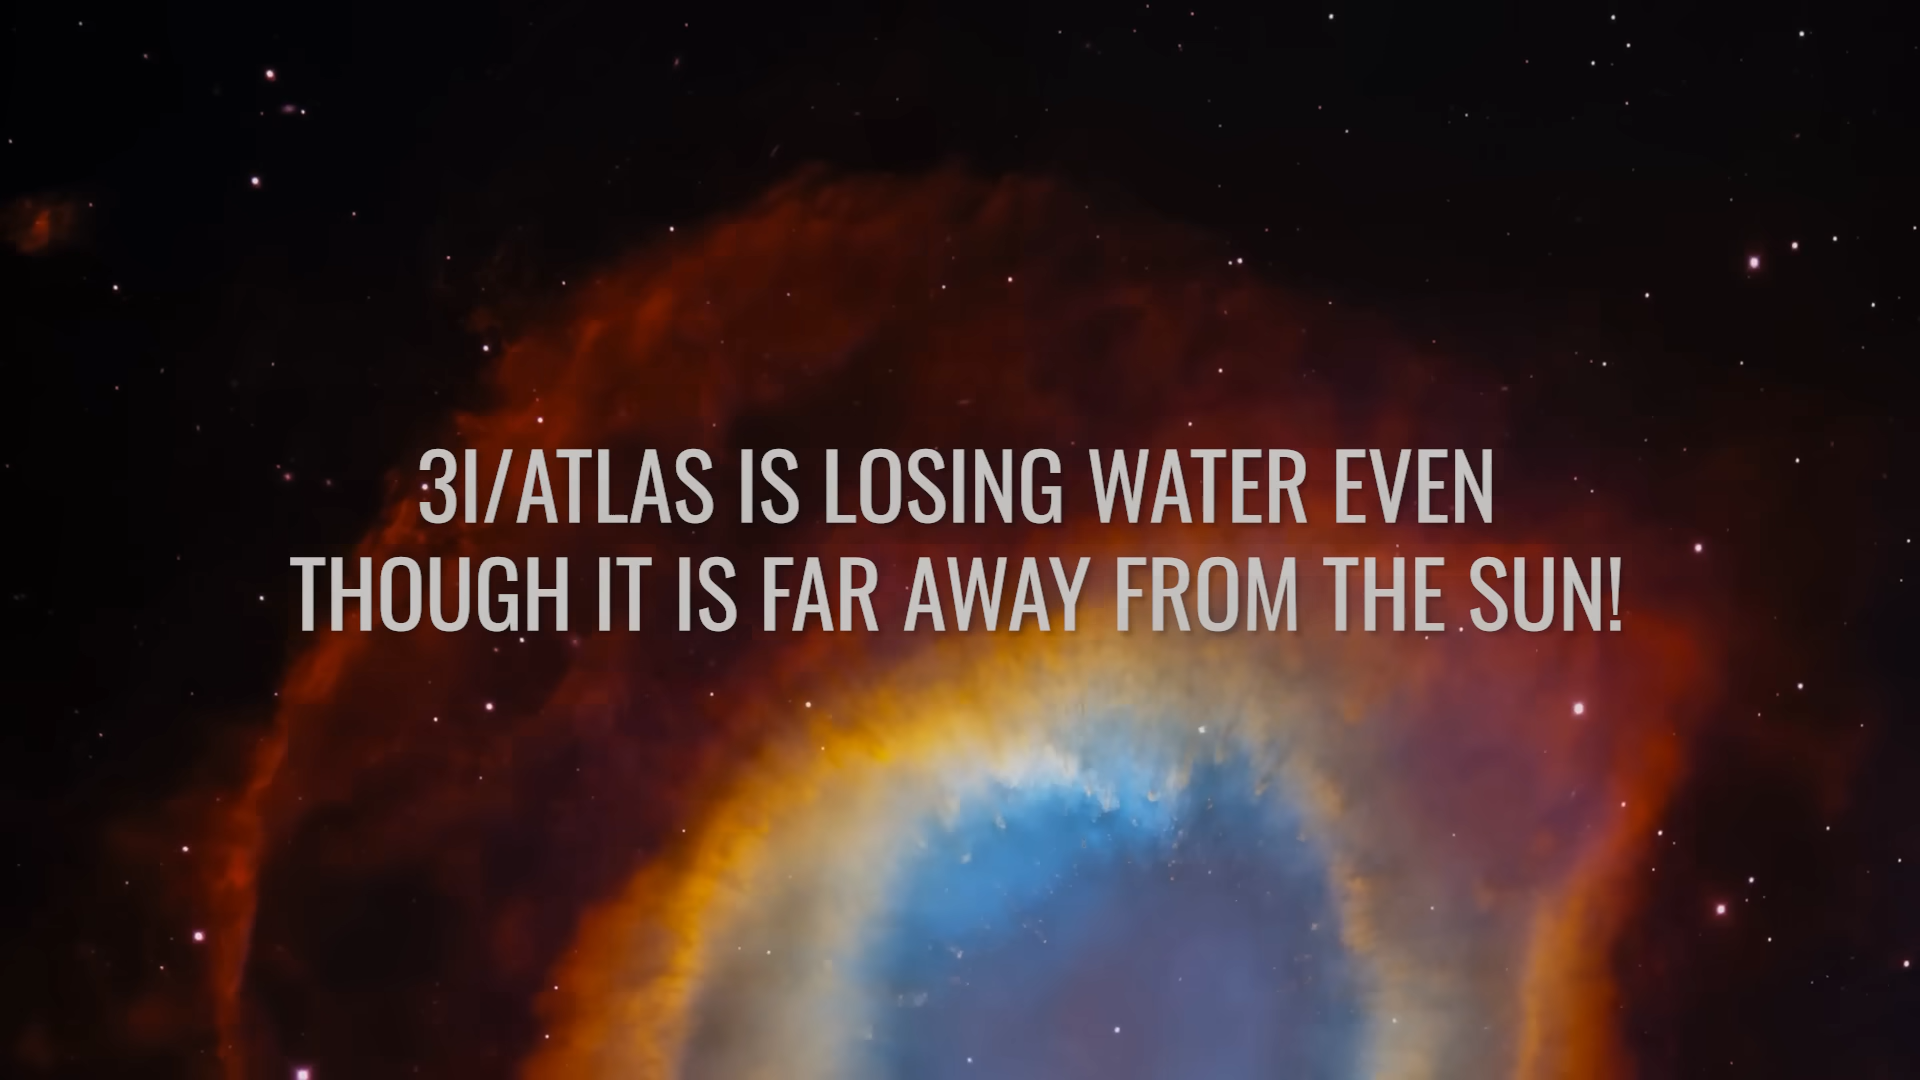 3I/ATLAS IS LOSING WATER EVEN
THOUGH IT IS FAR AWAY FROM THE SUN!